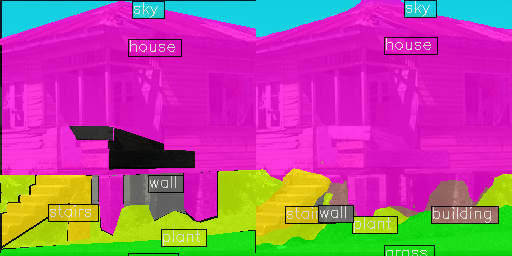 sky
house
wall
stairs
plant
sky
house
stai
wall
plant
building
grass